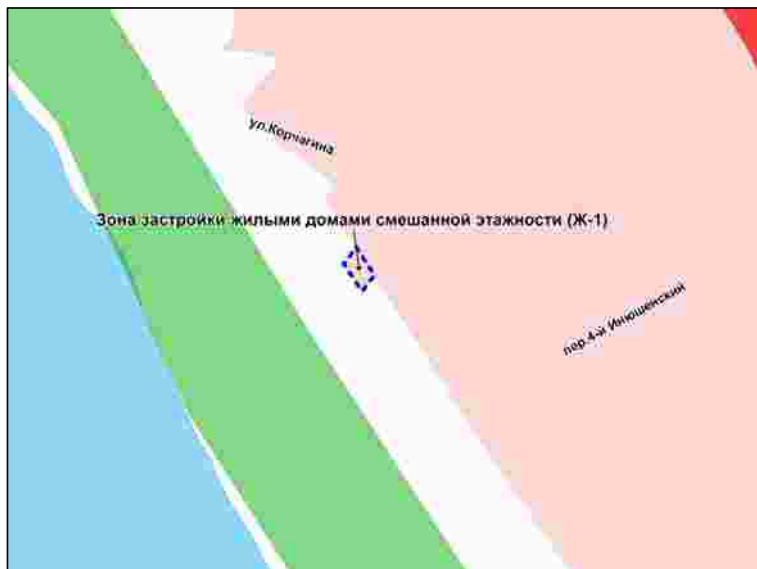 ул.Корчагина
Зона застройки жилыми домами смешанной этажности (Ж-1)
пер.4-й Инюшенский